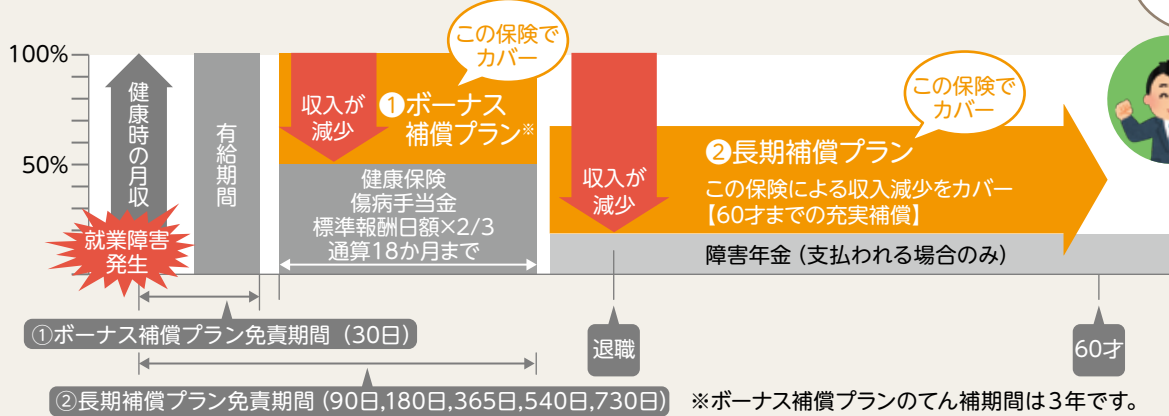 この保険で
カバー
100%
50%
健康時の月収
就業障害
発生
有給期間
収入が
減少
❶ボーナス
補償プラン※
健康保険
傷病手当金
標準報酬日額×2/3
通算18か月まで
収入が
減少
この保険で
カバー
❷長期補償プラン
この保険による収入減少をカバー
【60才までの充実補償】
障害年金（支払われる場合のみ）
①ボーナス補償プラン免責期間（30日）
退職
60才
②長期補償プラン免責期間（90日,180日,365日,540日,730日）
※ボーナス補償プランのてん補期間は3年です。